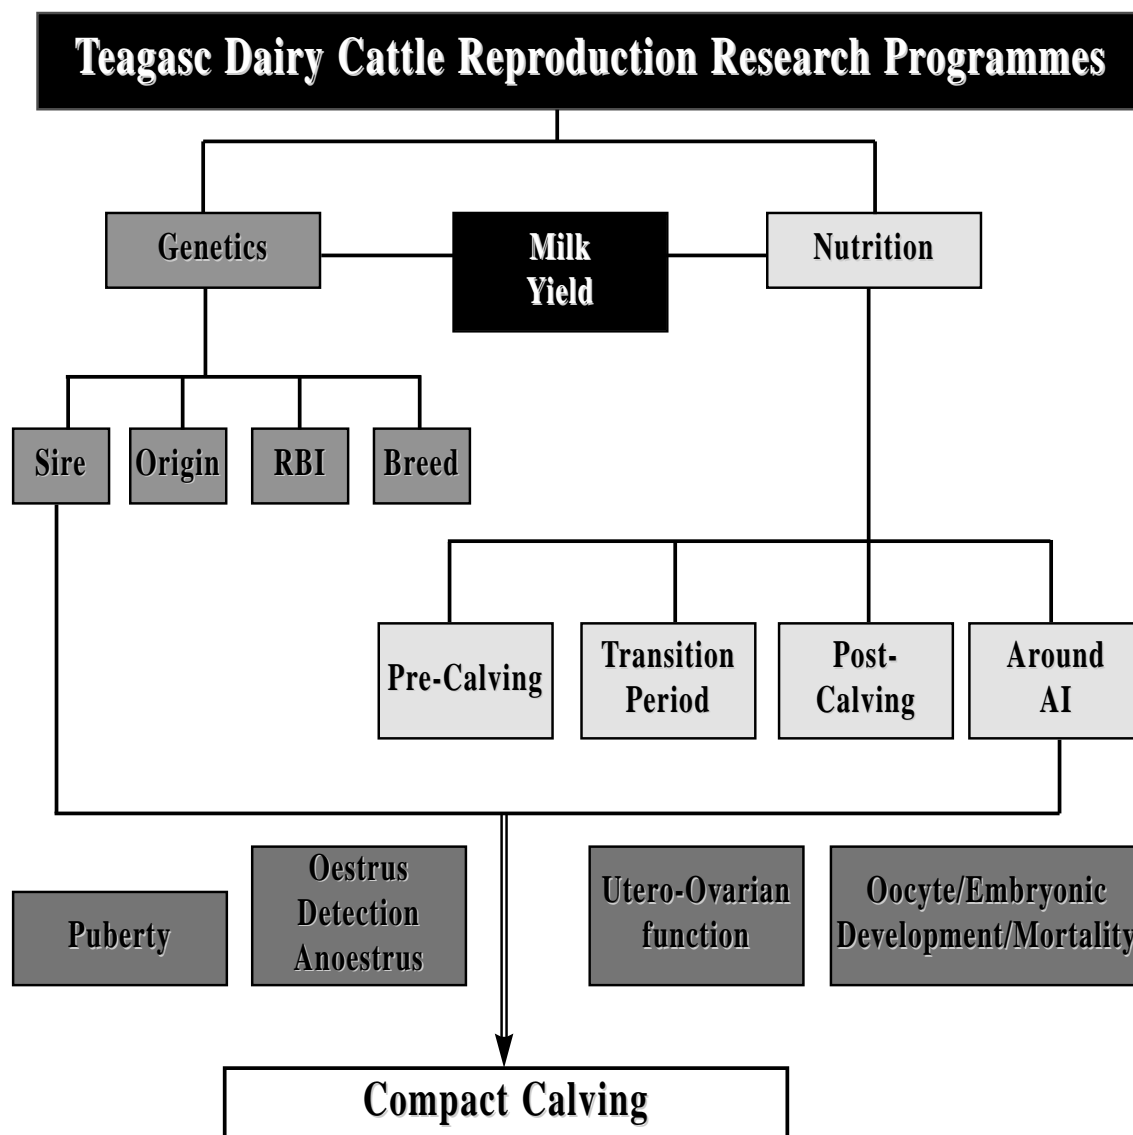 Teagasc Dairy Cattle Reproduction Research Programmes
Genetics
Milk
Yield
Nutrition
Sire
Origin
RBI
Breed
Pre-Calving
Transition
Period
Post-
Calving
Around
AI
Puberty
Oestrus
Detection
Anoestrus
Utero-Ovarian
function
Oocyte/Embryonic
Development/Mortality
Compact Calving